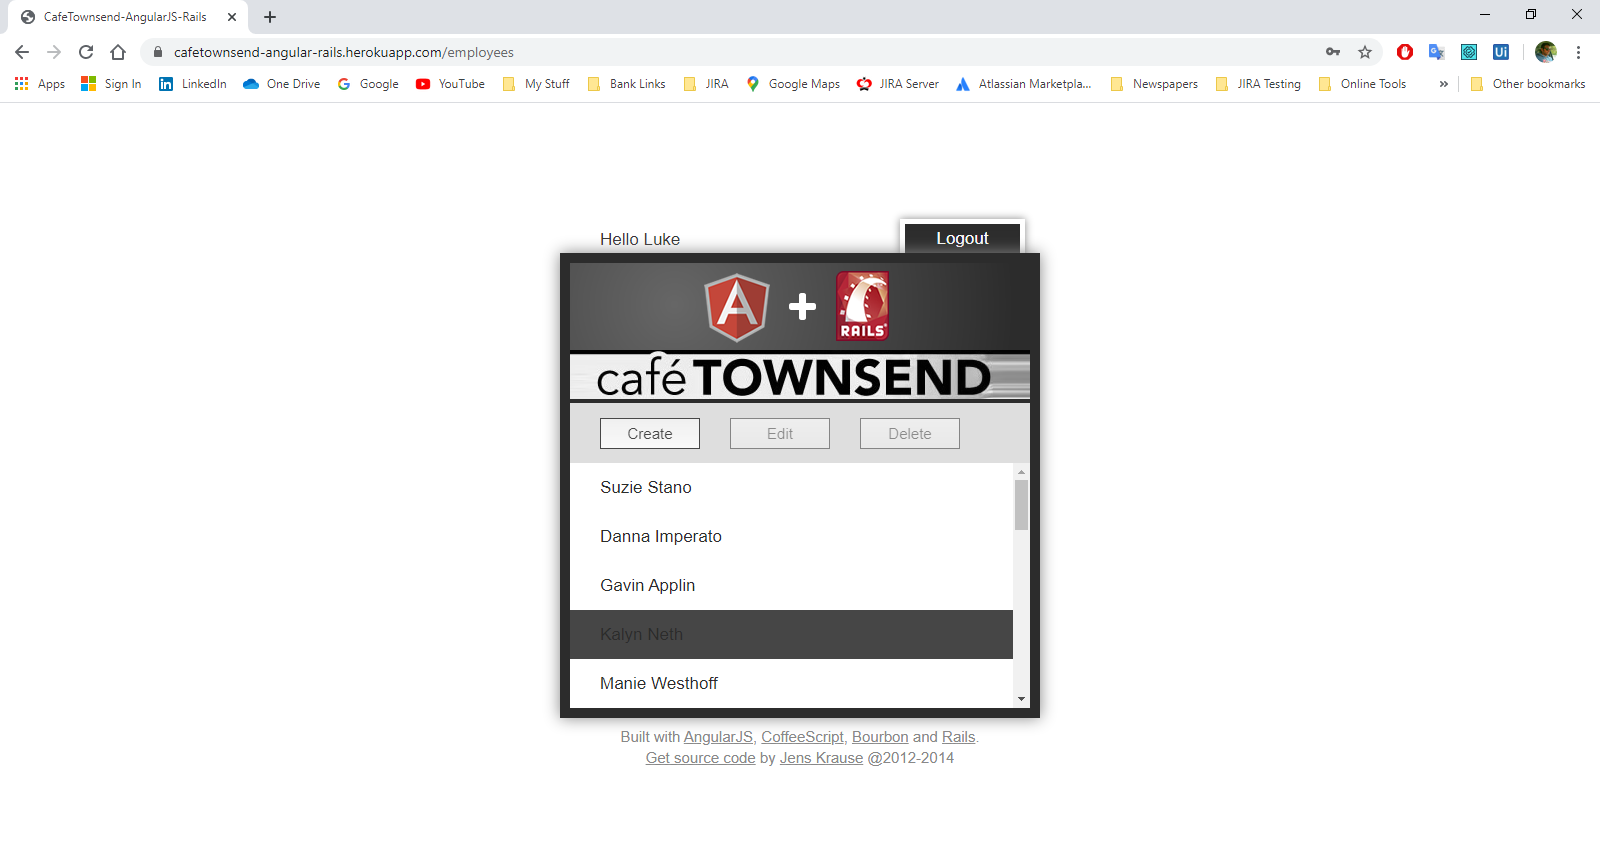 CafeTownsend-AngularJS-Rails
cafetownsend-angular-rails.herokuapp.com/employees
Apps Sign In LinkedIn One Drive Google YouTube My Stuff Bank Links JIRA Google Maps JIRA Server Atlassian Marketpla... Newspapers JIRA Testing Online Tools » Other bookmarks
Hello Luke Logout
A + RAILS
café TOWNSEND
Create Edit Delete
Suzie Stano
Danna Imperato
Gavin Applin
Kalyn Neth
Manie Westhoff
Built with AngularJS, CoffeeScript, Bourbon and Rails.
Get source code by Jens Krause @2012-2014